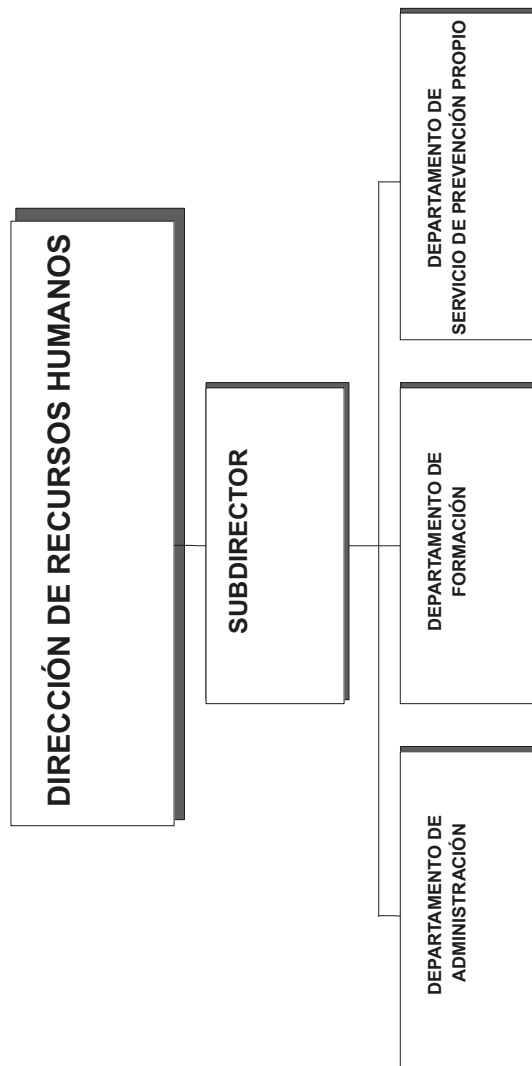 DIRECCIÓN DE RECURSOS HUMANOS
SUBDIRECTOR
DEPARTAMENTO DE
ADMINISTRACIÓN
DEPARTAMENTO DE
FORMACIÓN
DEPARTAMENTO DE
SERVICIO DE PREVENCIÓN PROPIO